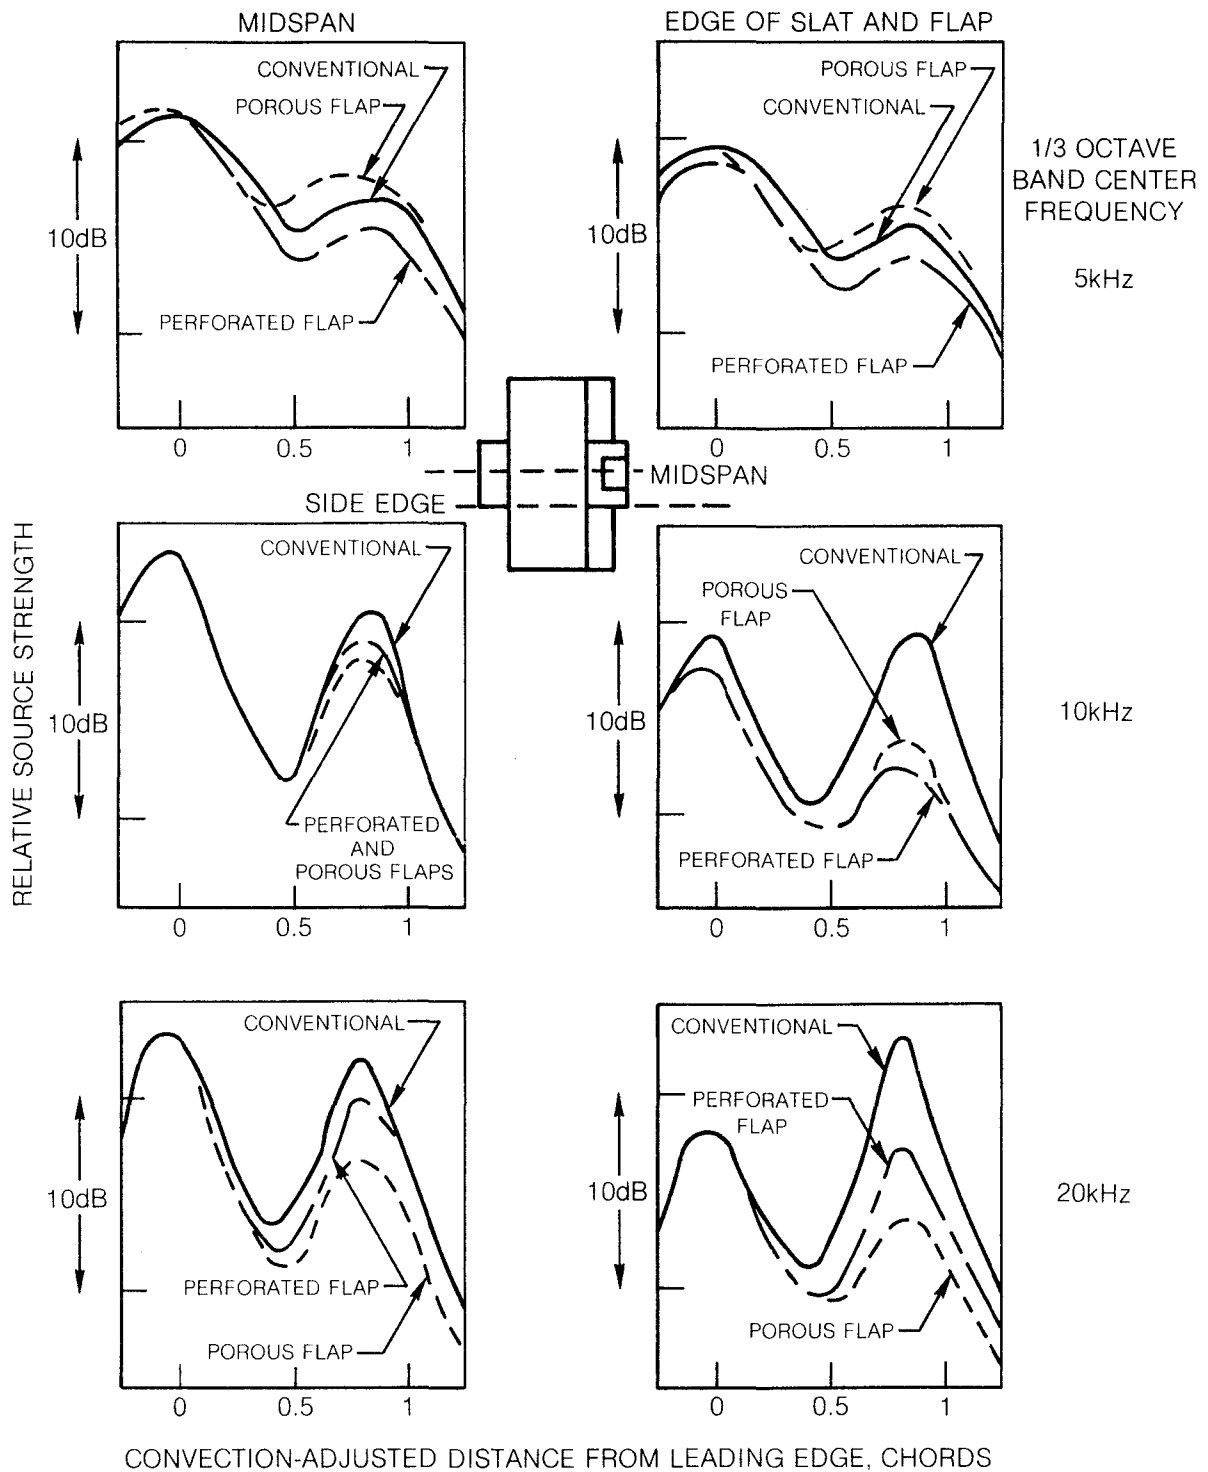 MIDSPAN
EDGE OF SLAT AND FLAP
CONVENTIONAL
POROUS FLAP
10dB
PERFORATED FLAP
0 0.5 1
POROUS FLAP
CONVENTIONAL
10dB
PERFORATED FLAP
0 0.5 1
1/3 OCTAVE
BAND CENTER
FREQUENCY
5kHz
MIDSPAN
SIDE EDGE
RELATIVE SOURCE STRENGTH
CONVENTIONAL
10dB
PERFORATED
AND
POROUS FLAPS
0 0.5 1
CONVENTIONAL
POROUS
FLAP
10dB
PERFORATED FLAP
0 0.5 1
10kHz
CONVENTIONAL
10dB
PERFORATED FLAP
POROUS FLAP
0 0.5 1
CONVENTIONAL
PERFORATED
FLAP
10dB
POROUS FLAP
0 0.5 1
20kHz
CONVECTION-ADJUSTED DISTANCE FROM LEADING EDGE, CHORDS